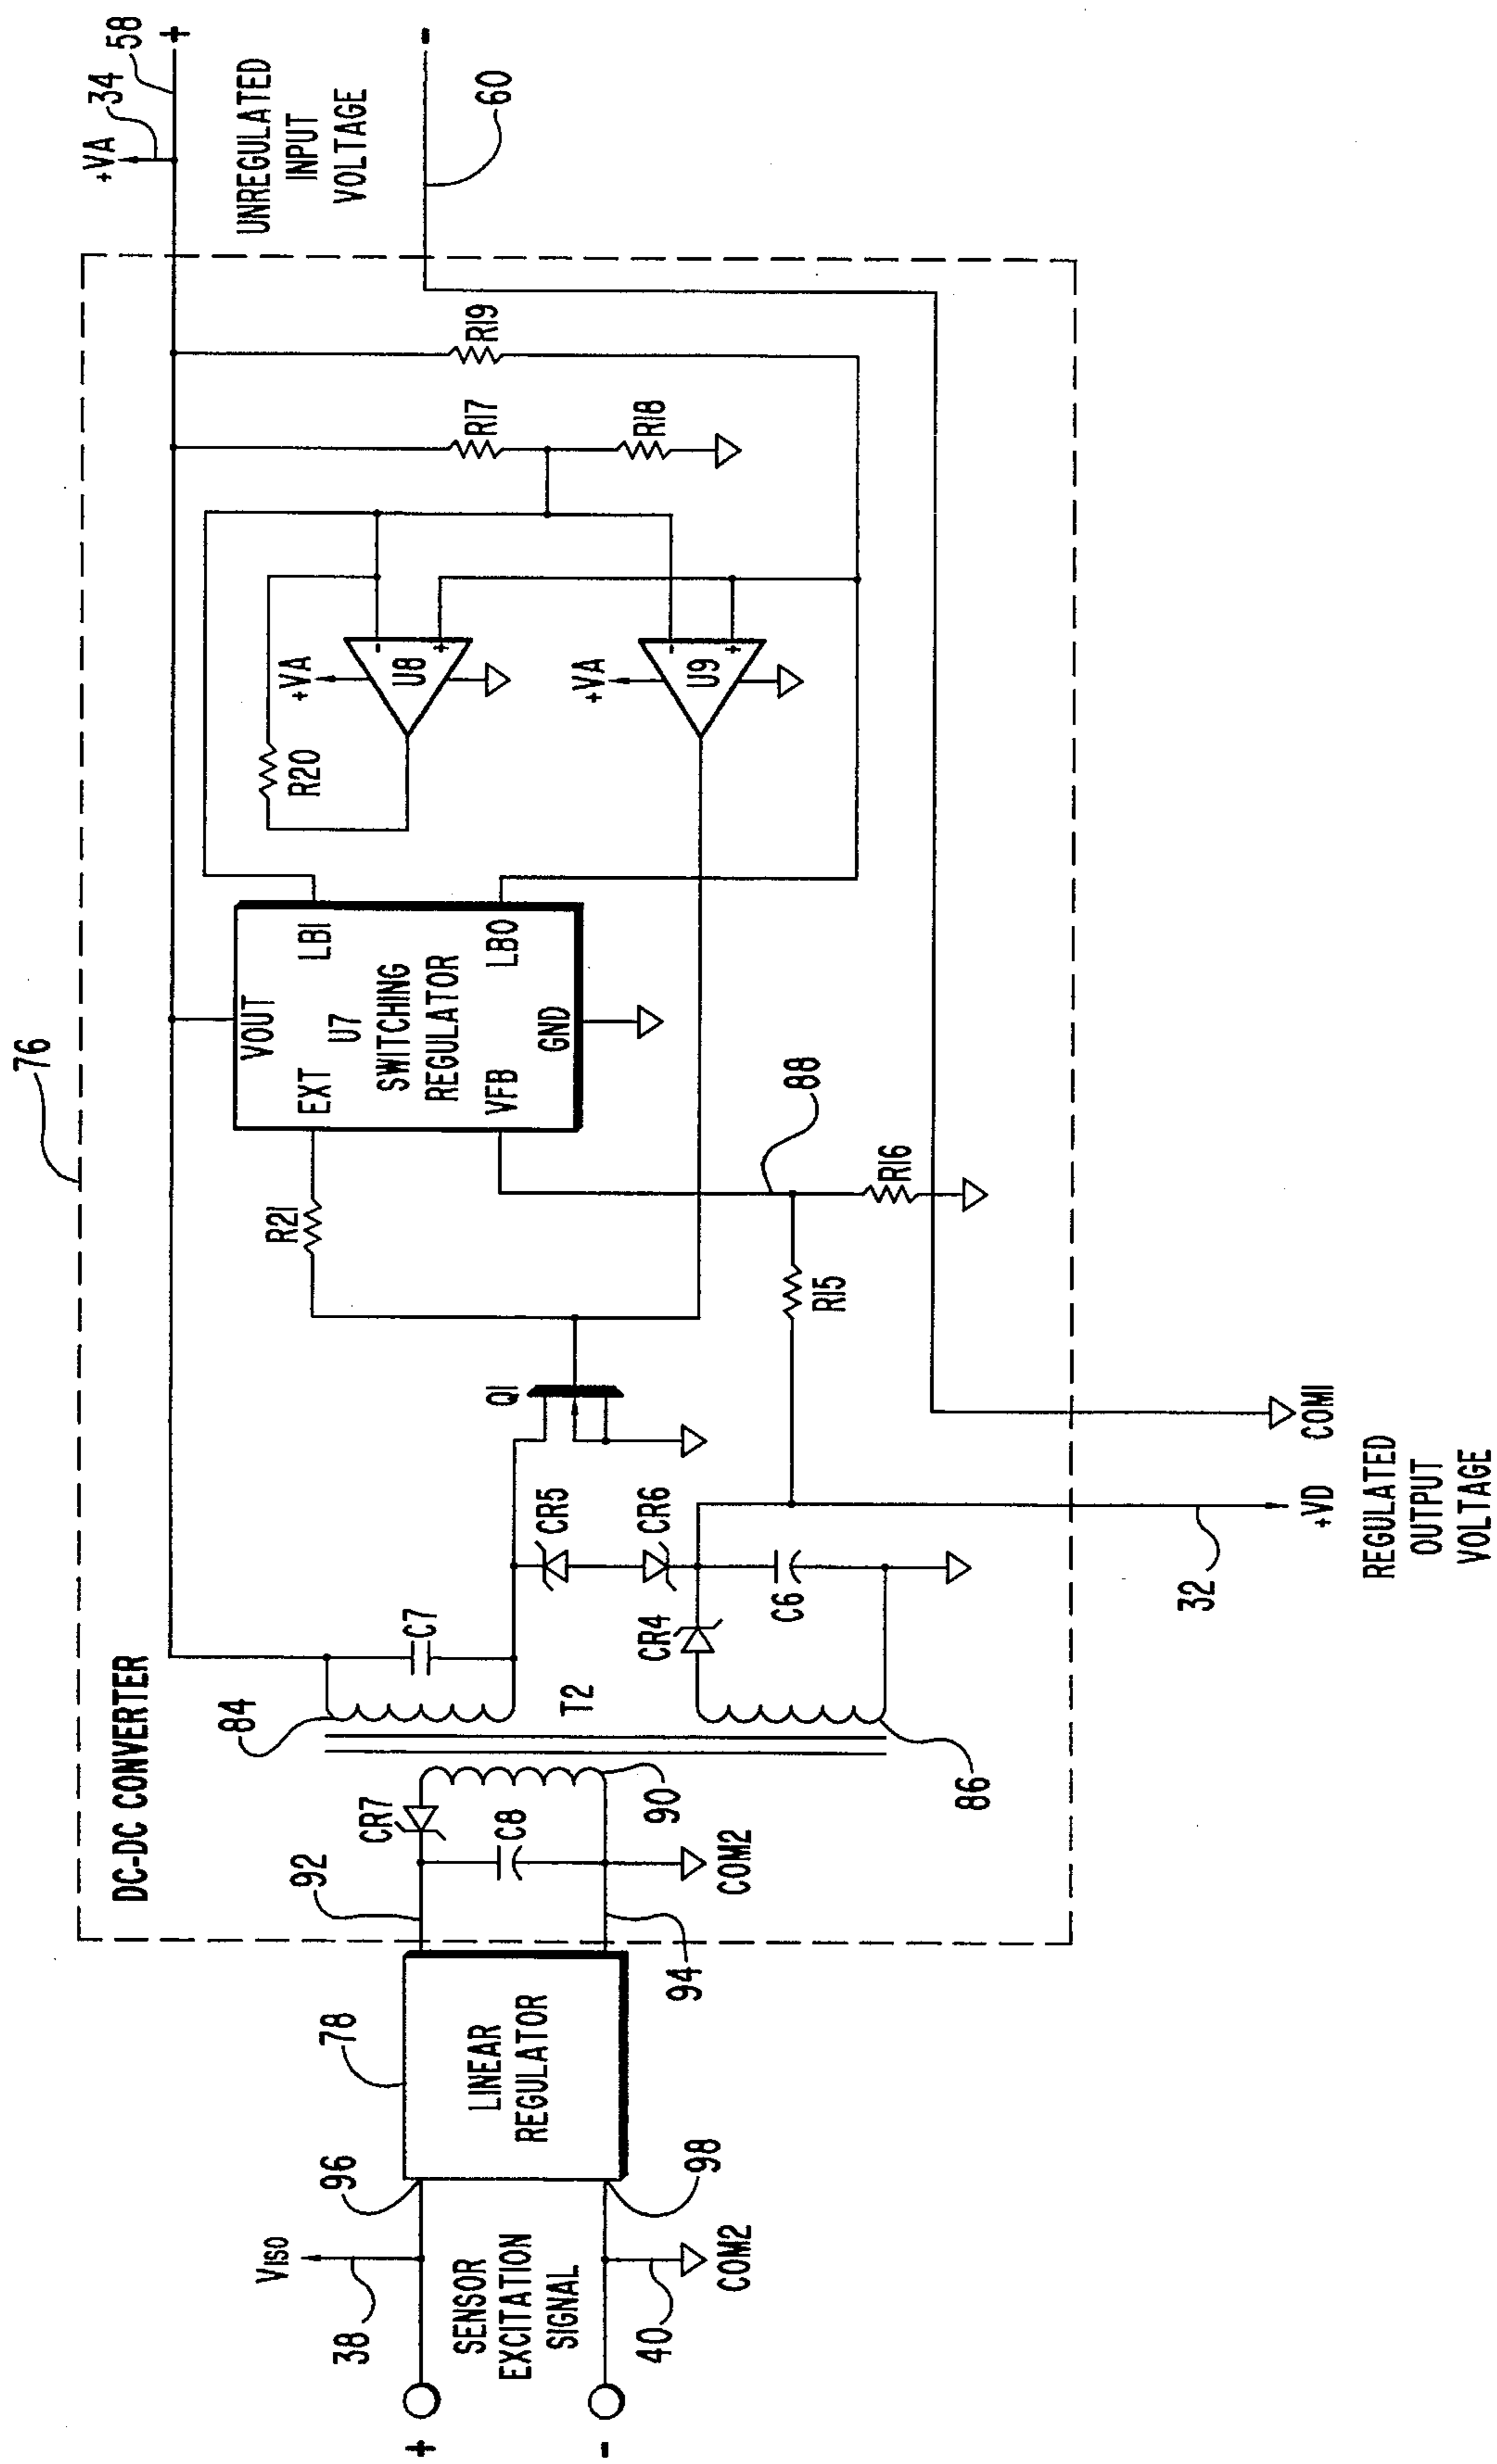 DC-DC CONVERTER
76
+VA
34
58
+
UNREGULATED
INPUT
VOLTAGE
-
60
84
C7
T2
86
90
CR7
C8
92
94
COM2
78
LINEAR
REGULATOR
96
98
VISO
38
SENSOR
EXCITATION
SIGNAL
40
COM2
+
-
CR4
CR5
CR6
C6
Q1
R21
VOUT
EXT
LBI
U7
SWITCHING
REGULATOR
VFB
LBO
GND
88
R15
R16
R20
+VA
-
U8
+
+VA
-
U9
+
R17
R18
R19
32
+VD
COM1
REGULATED
OUTPUT
VOLTAGE